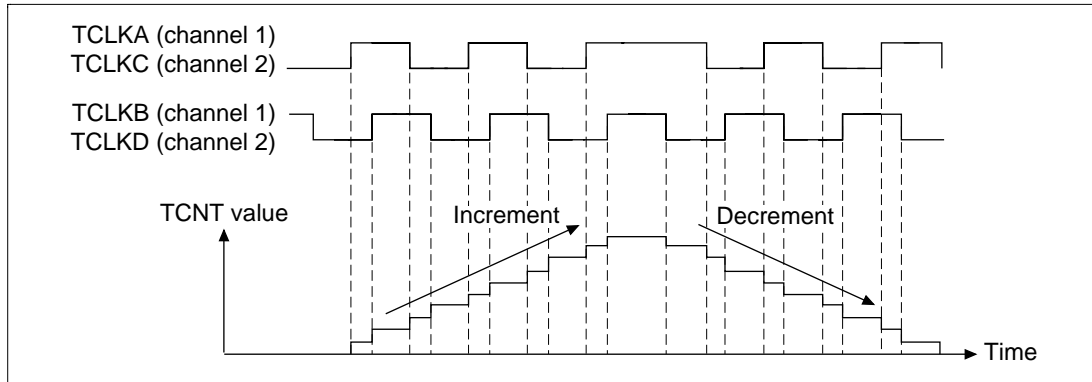 TCLKA (channel 1)
TCLKC (channel 2)
TCLKB (channel 1)
TCLKD (channel 2)
TCNT value
Increment
Decrement
Time